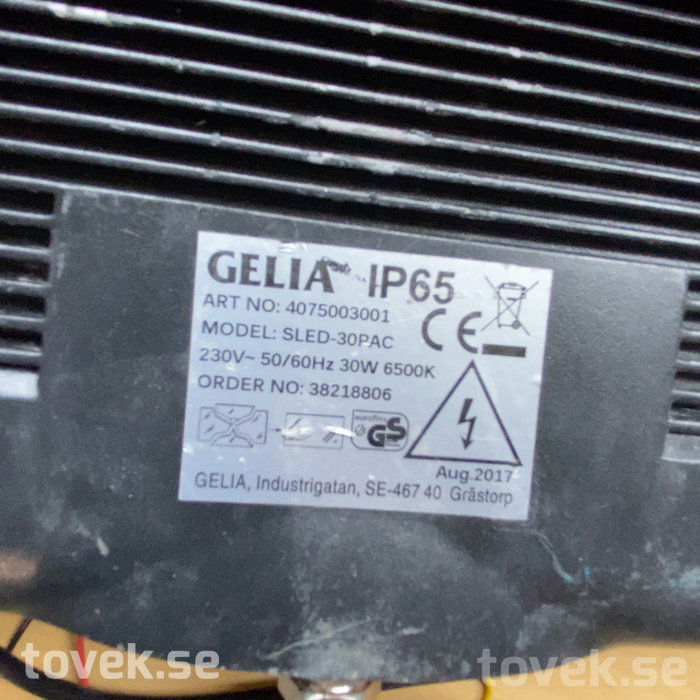 GELIA IP65
ART NO: 4075003001
MODEL: SLED-30PAC
230V~ 50/60Hz 30W 6500K
ORDER NO: 38218806
CE
GS
Aug.2017
GELIA, Industrigatan, SE-467 40 Grästorp
tovek.se
tovek.se